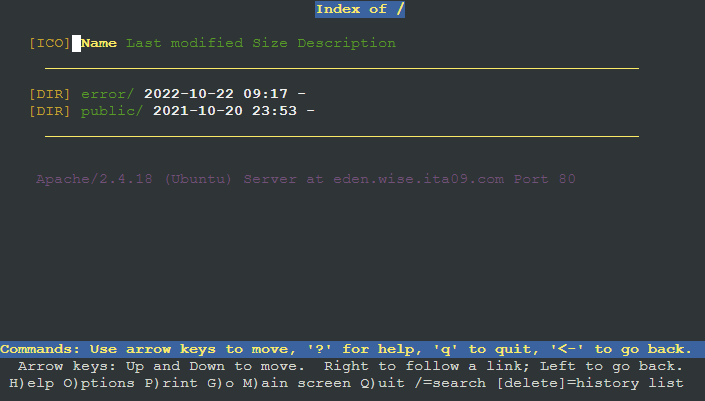 Index of /
[ICO] Name Last modified Size Description
[DIR] error/ 2022-10-22 09:17 -
[DIR] public/ 2021-10-20 23:53 -
Apache/2.4.18 (Ubuntu) Server at eden.wise.ita09.com Port 80
Commands: Use arrow keys to move, '?' for help, 'q' to quit, '<-' to go back.
Arrow keys: Up and Down to move.  Right to follow a link; Left to go back.
H)elp O)ptions P)rint G)o M)ain screen Q)uit /=search [delete]=history list